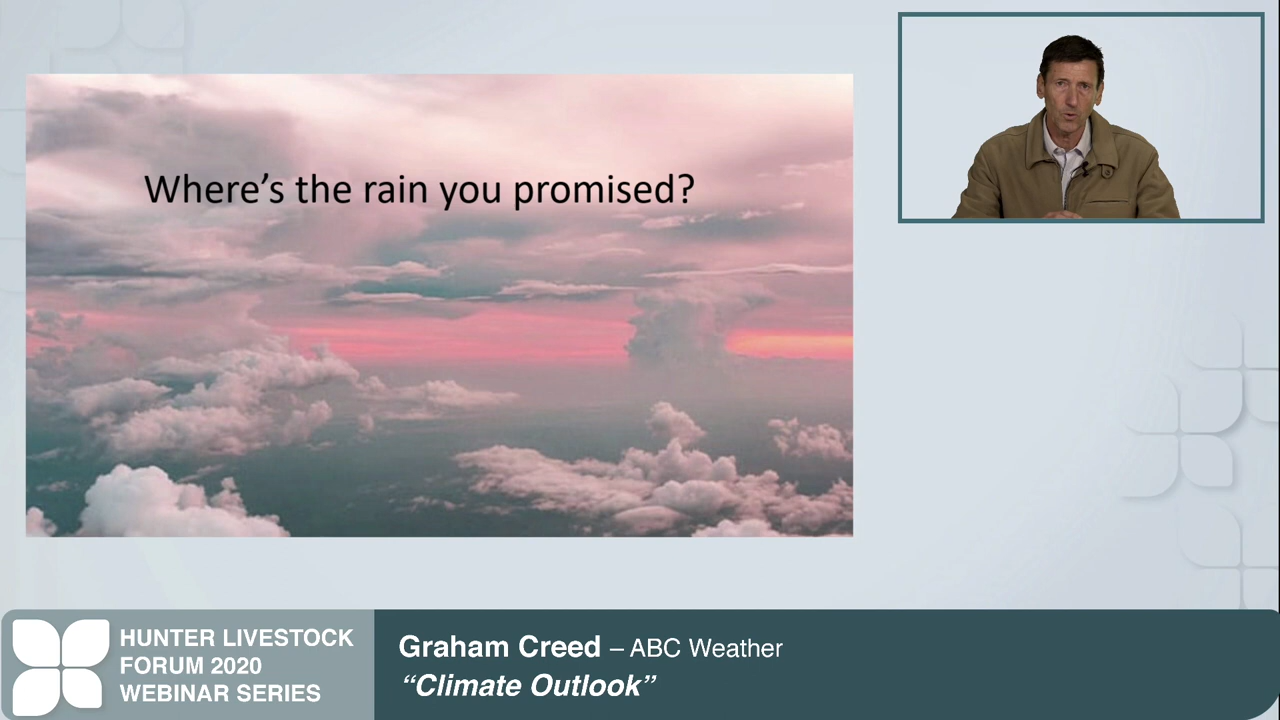 Where's the rain you promised?
HUNTER LIVESTOCK
FORUM 2020
WEBINAR SERIES
Graham Creed – ABC Weather
“Climate Outlook”